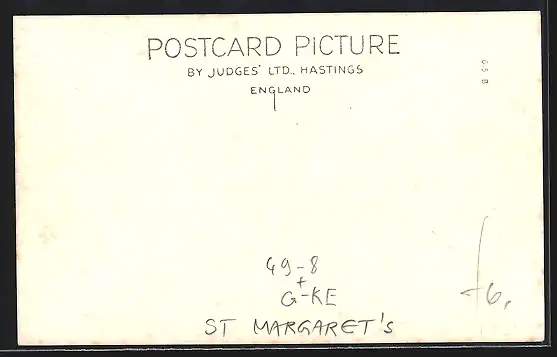 POSTCARD PICTURE
BY JUDGES' LTD., HASTINGS
ENGLAND
49-8
+
G-KE
ST MARGARET's
6,